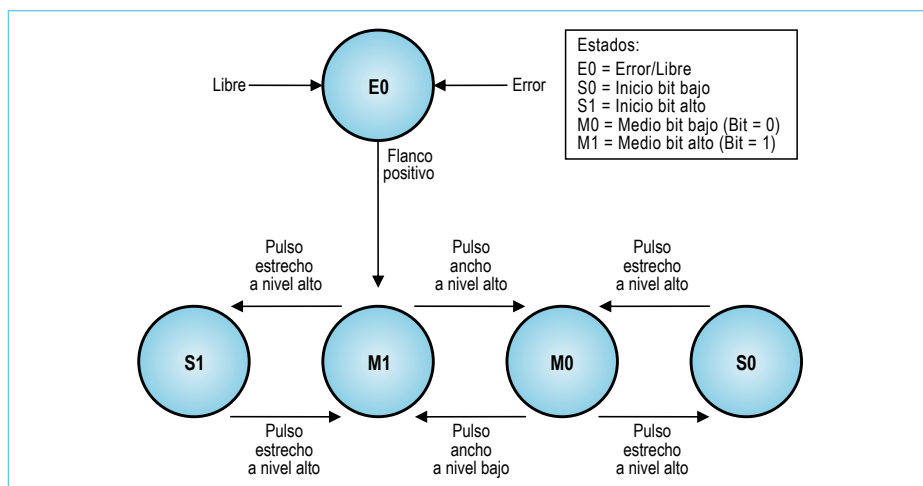 Libre
E0
Error
Estados:
E0 = Error/Libre
S0 = Inicio bit bajo
S1 = Inicio bit alto
M0 = Medio bit bajo (Bit = 0)
M1 = Medio bit alto (Bit = 1)
Flanco
positivo
Pulso
estrecho
a nivel alto
Pulso
ancho
a nivel alto
Pulso
estrecho
a nivel alto
S1
M1
M0
S0
Pulso
estrecho
a nivel alto
Pulso
ancho
a nivel bajo
Pulso
estrecho
a nivel alto